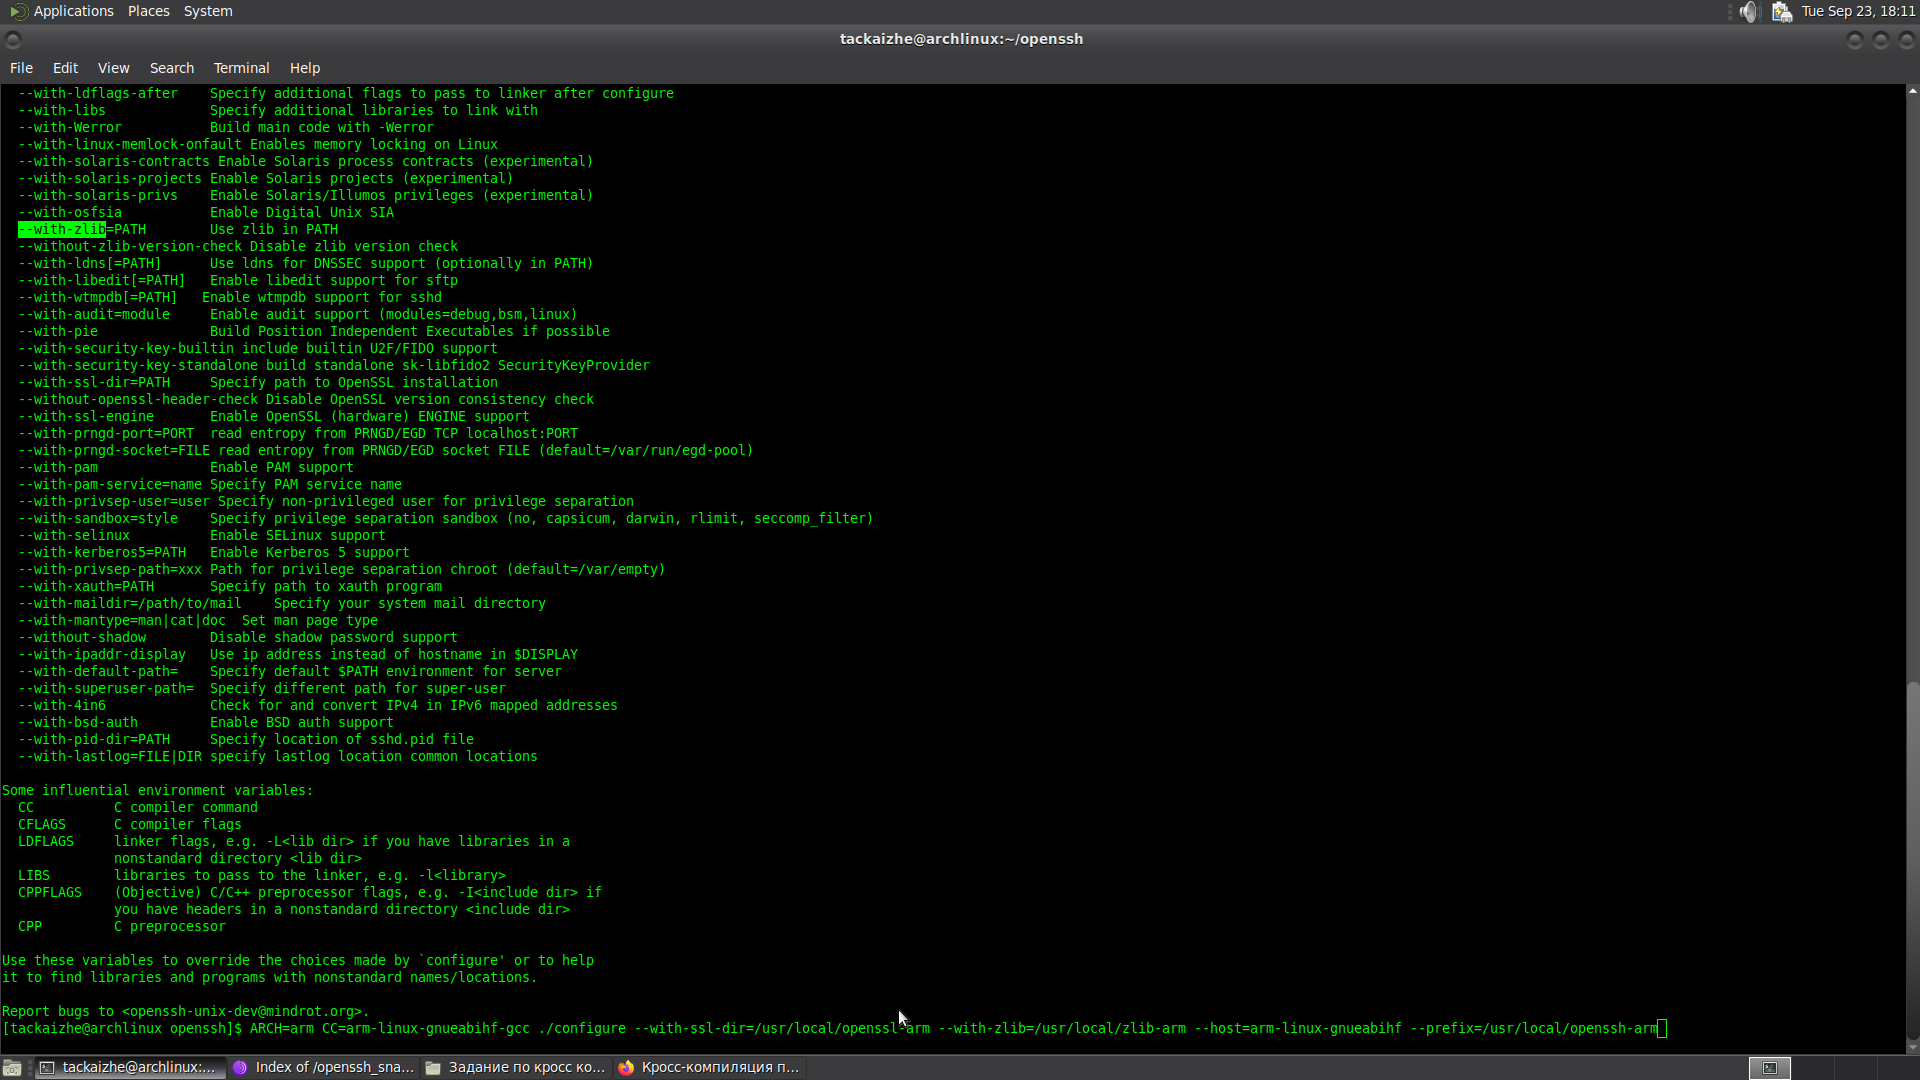 Applications Places System Tue Sep 23, 18:11
tackaizhe@archlinux:~/openssh
File Edit View Search Terminal Help
--with-ldflags-after Specify additional flags to pass to linker after configure
--with-libs Specify additional libraries to link with
--with-Werror Build main code with -Werror
--with-linux-memlock-onfault Enables memory locking on Linux
--with-solaris-contracts Enable Solaris process contracts (experimental)
--with-solaris-projects Enable Solaris projects (experimental)
--with-solaris-privs Enable Solaris/Illumos privileges (experimental)
--with-osfsia Enable Digital Unix SIA
--with-zlib=PATH Use zlib in PATH
--without-zlib-version-check Disable zlib version check
--with-ldns[=PATH] Use ldns for DNSSEC support (optionally in PATH)
--with-libedit[=PATH] Enable libedit support for sftp
--with-wtmpdb[=PATH] Enable wtmpdb support for sshd
--with-audit=module Enable audit support (modules=debug,bsm,linux)
--with-pie Build Position Independent Executables if possible
--with-security-key-builtin include builtin U2F/FIDO support
--with-security-key-standalone build standalone sk-libfido2 SecurityKeyProvider
--with-ssl-dir=PATH Specify path to OpenSSL installation
--without-openssl-header-check Disable OpenSSL version consistency check
--with-ssl-engine Enable OpenSSL (hardware) ENGINE support
--with-prngd-port=PORT read entropy from PRNGD/EGD TCP localhost:PORT
--with-prngd-socket=FILE read entropy from PRNGD/EGD socket FILE (default=/var/run/egd-pool)
--with-pam Enable PAM support
--with-pam-service=name Specify PAM service name
--with-privsep-user=user Specify non-privileged user for privilege separation
--with-sandbox=style Specify privilege separation sandbox (no, capsicum, darwin, rlimit, seccomp_filter)
--with-selinux Enable SELinux support
--with-kerberos5=PATH Enable Kerberos 5 support
--with-privsep-path=xxx Path for privilege separation chroot (default=/var/empty)
--with-xauth=PATH Specify path to xauth program
--with-maildir=/path/to/mail Specify your system mail directory
--with-mantype=man|cat|doc Set man page type
--without-shadow Disable shadow password support
--with-ipaddr-display Use ip address instead of hostname in $DISPLAY
--with-default-path= Specify default $PATH environment for server
--with-superuser-path= Specify different path for super-user
--with-4in6 Check for and convert IPv4 in IPv6 mapped addresses
--with-bsd-auth Enable BSD auth support
--with-pid-dir=PATH Specify location of sshd.pid file
--with-lastlog=FILE|DIR specify lastlog location common locations
Some influential environment variables:
CC C compiler command
CFLAGS C compiler flags
LDFLAGS linker flags, e.g. -L<lib dir> if you have libraries in a
nonstandard directory <lib dir>
LIBS libraries to pass to the linker, e.g. -l<library>
CPPFLAGS (Objective) C/C++ preprocessor flags, e.g. -I<include dir> if
you have headers in a nonstandard directory <include dir>
CPP C preprocessor
Use these variables to override the choices made by `configure' or to help
it to find libraries and programs with nonstandard names/locations.
Report bugs to <openssh-unix-dev@mindrot.org>.
[tackaizhe@archlinux openssh]$ ARCH=arm CC=arm-linux-gnueabihf-gcc ./configure --with-ssl-dir=/usr/local/openssl-arm --with-zlib=/usr/local/zlib-arm --host=arm-linux-gnueabihf --prefix=/usr/local/openssh-arm
tackaizhe@archlinux:... Index of /openssh_sna... Задание по кросс ко... Кросс-компиляция п...